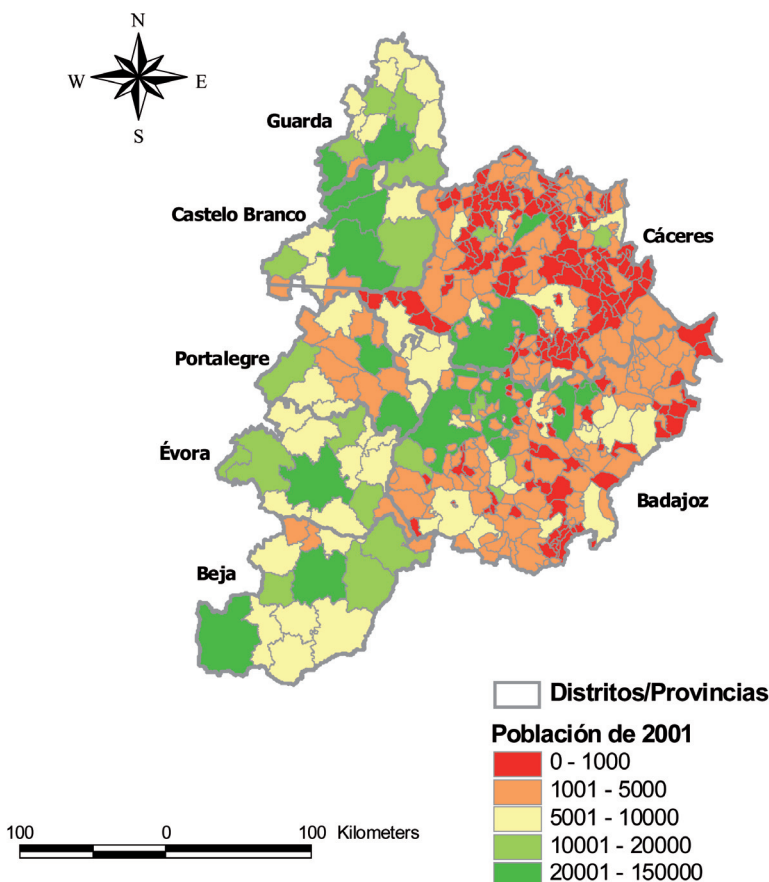 N
W E
S
Guarda
Castelo Branco
Cáceres
Portalegre
Évora
Badajoz
Beja
Distritos/Provincias
Población de 2001
0 - 1000
1001 - 5000
5001 - 10000
10001 - 20000
20001 - 150000
100 0 100 Kilometers